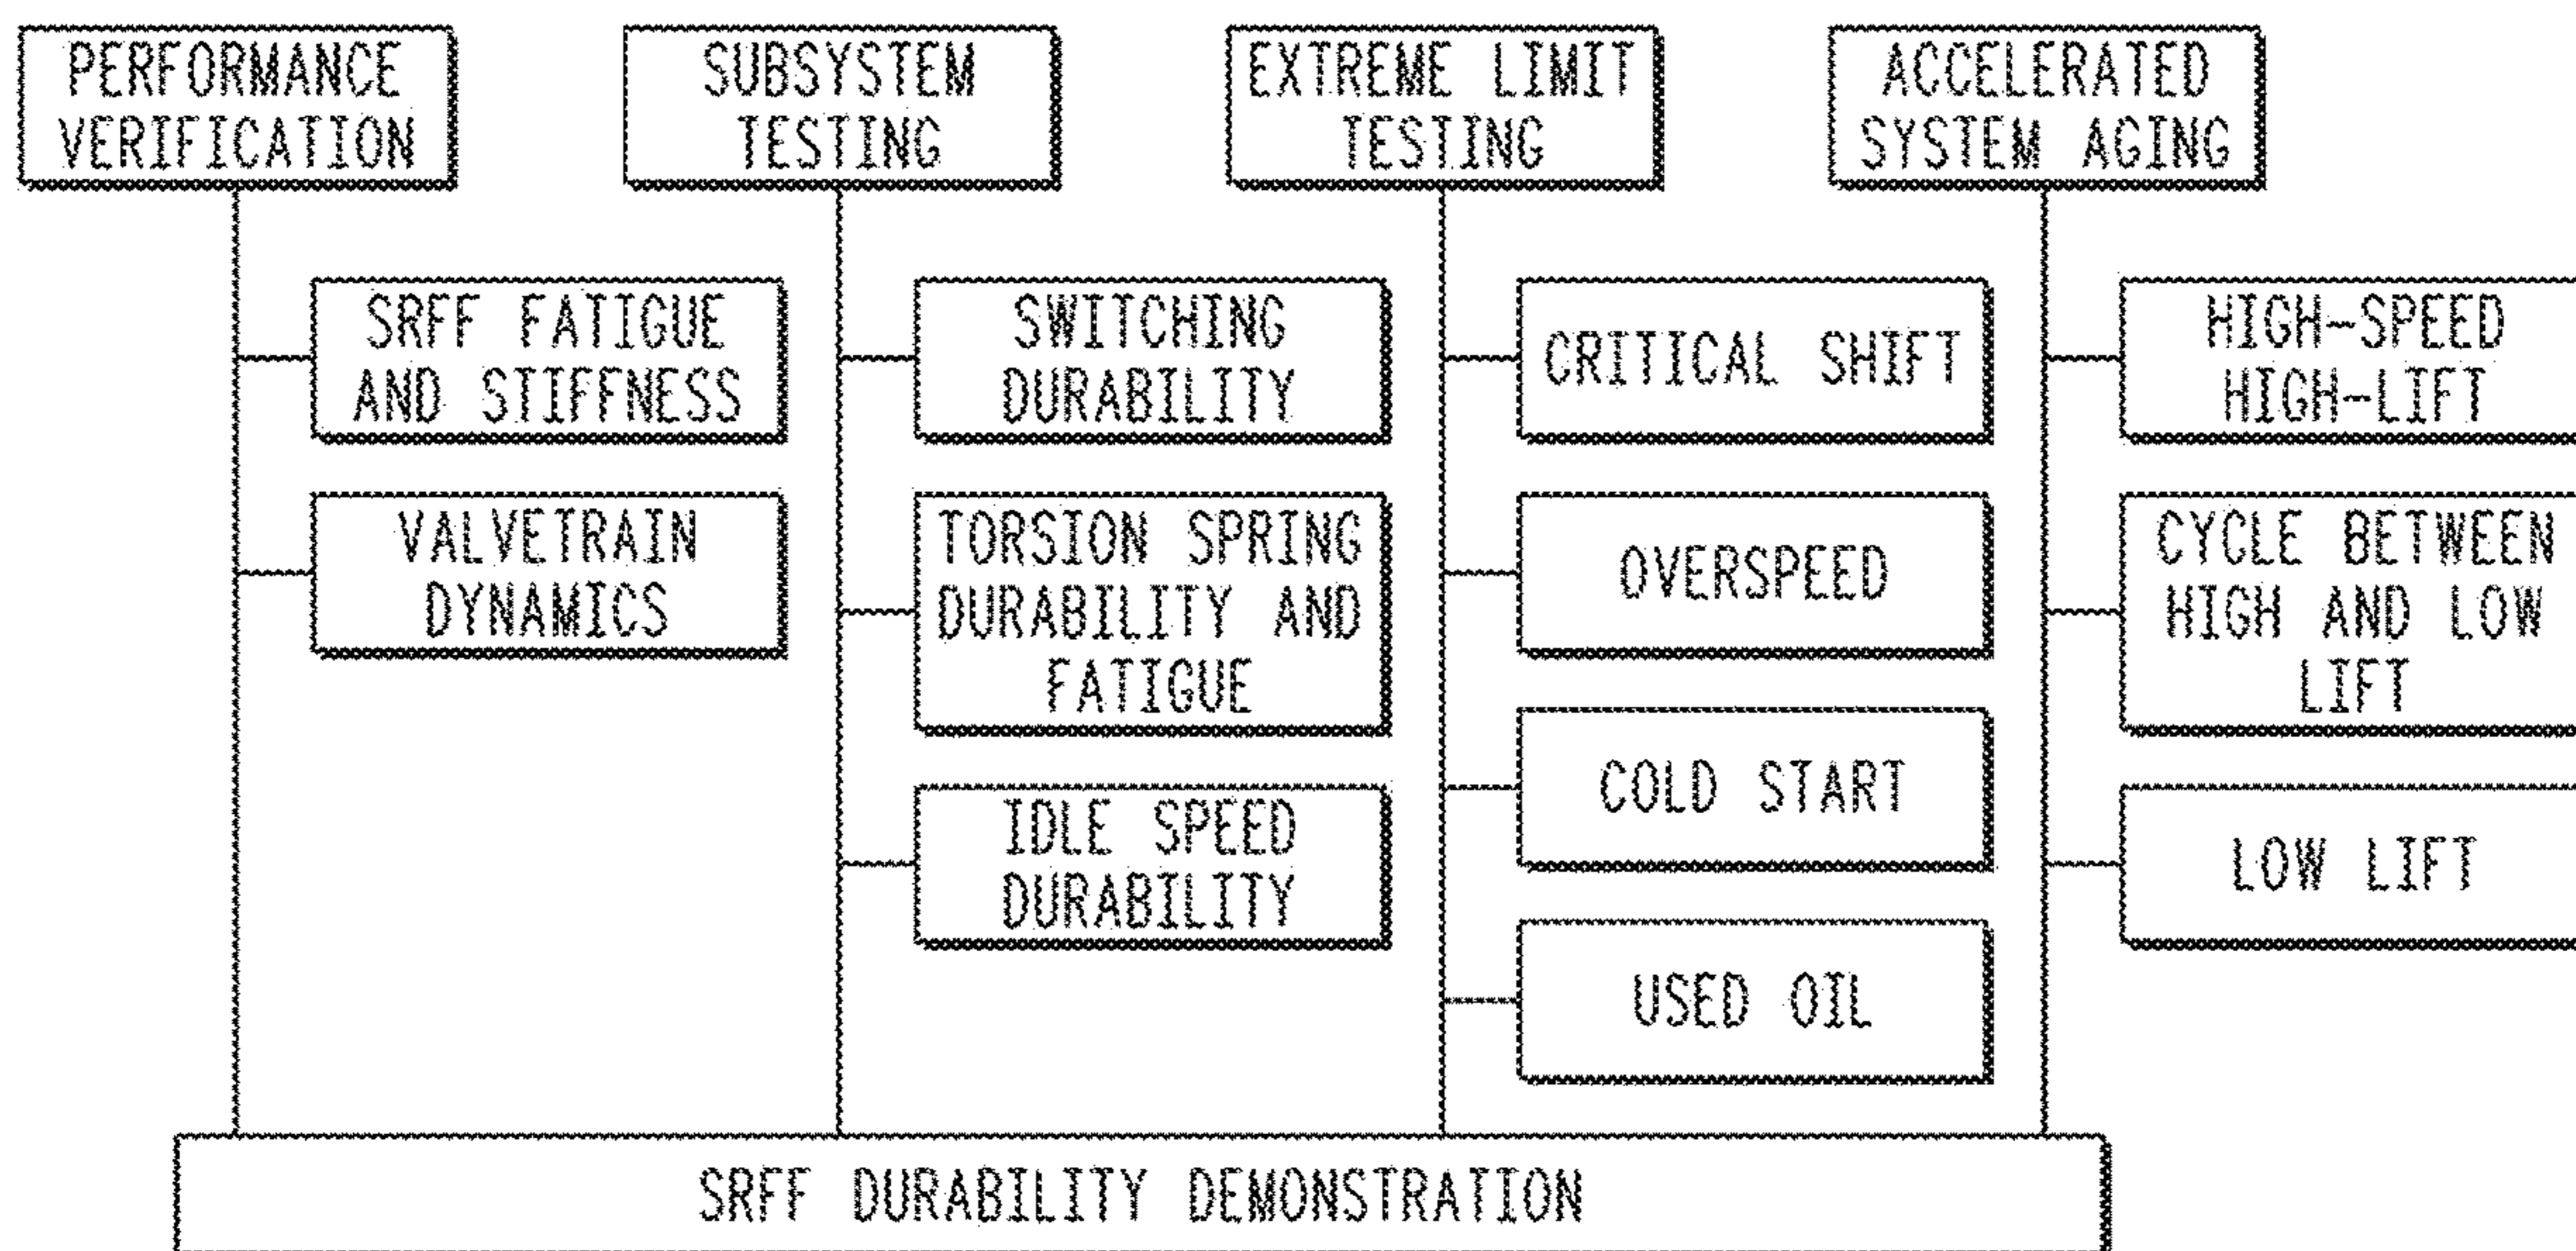 PERFORMANCE
VERIFICATION
SUBSYSTEM
TESTING
EXTREME LIMIT
TESTING
ACCELERATED
SYSTEM AGING
SRFF FATIGUE
AND STIFFNESS
VALVETRAIN
DYNAMICS
SWITCHING
DURABILITY
TORSION SPRING
DURABILITY AND
FATIGUE
IDLE SPEED
DURABILITY
CRITICAL SHIFT
OVERSPEED
COLD START
USED OIL
HIGH-SPEED
HIGH-LIFT
CYCLE BETWEEN
HIGH AND LOW
LIFT
LOW LIFT
SRFF DURABILITY DEMONSTRATION